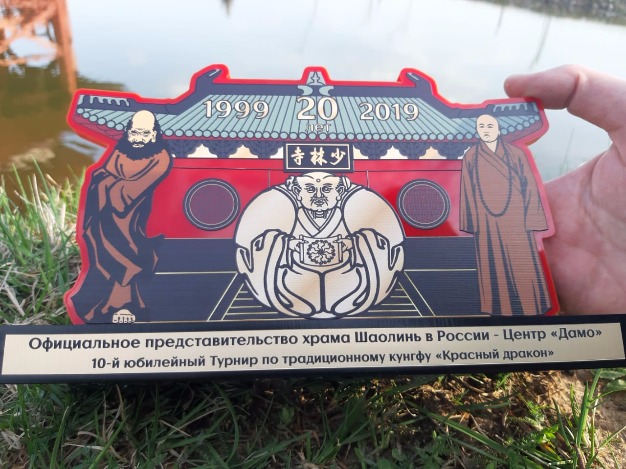 1999 20 2019
лет
寺林少
Официальное представительство храма Шаолинь в России - Центр «Дамо»
10-й юбилейный Турнир по традиционному кунгфу «Красный дракон»